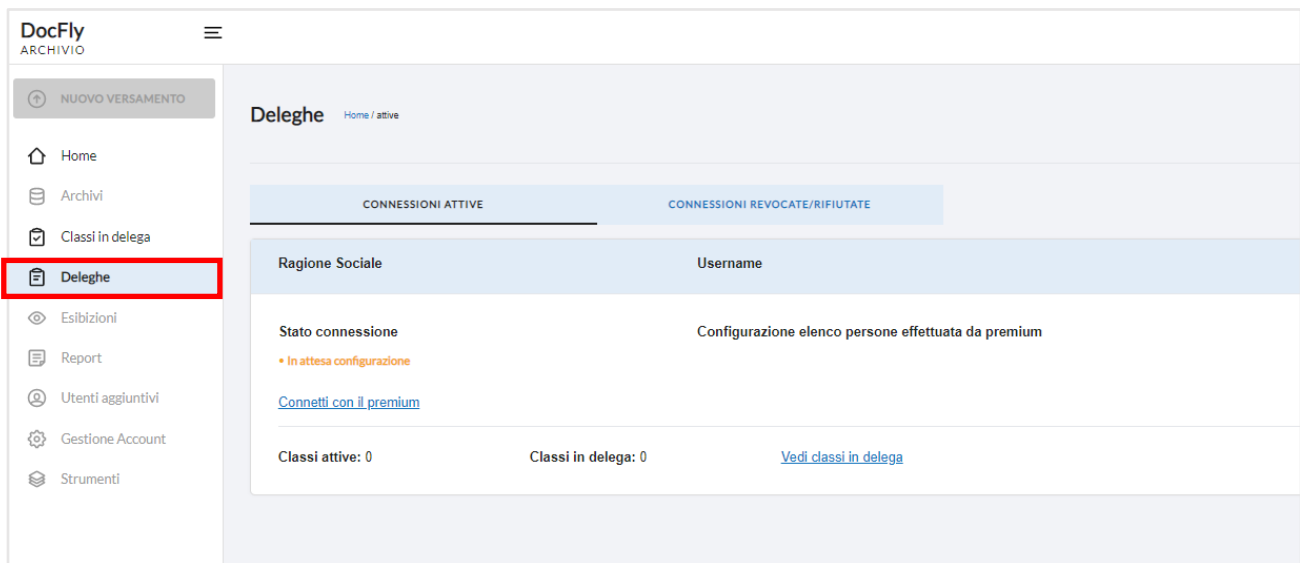 DocFly
ARCHIVIO
NUOVO VERSAMENTO
Home
Archivi
Classi in delega
Deleghe
Esibizioni
Report
Utenti aggiuntivi
Gestione Account
Strumenti
Deleghe Home / attive
CONNESSIONI ATTIVE CONNESSIONI REVOCATE/RIFIUTATE
Ragione Sociale Username
Stato connessione Configurazione elenco persone effettuata da premium
• In attesa configurazione
Connetti con il premium
Classi attive: 0 Classi in delega: 0 Vedi classi in delega